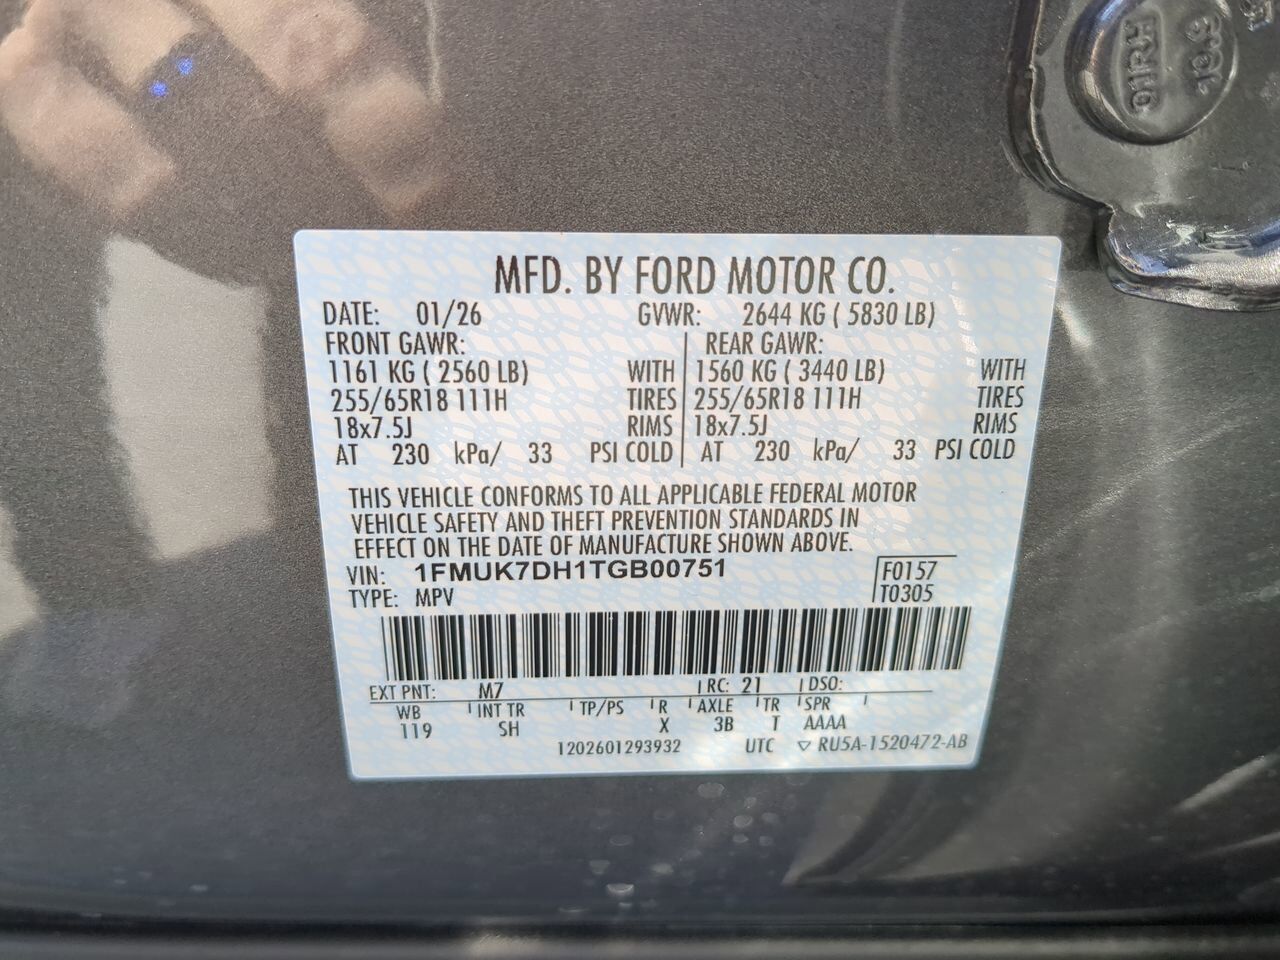 01RH
10.9
MFD. BY FORD MOTOR CO.
DATE: 01/26 GVWR: 2644 KG ( 5830 LB)
FRONT GAWR: REAR GAWR:
1161 KG ( 2560 LB) WITH 1560 KG ( 3440 LB) WITH
255/65R18 111H TIRES 255/65R18 111H TIRES
18x7.5J RIMS 18x7.5J RIMS
AT 230 kPa/ 33 PSI COLD AT 230 kPa/ 33 PSI COLD
THIS VEHICLE CONFORMS TO ALL APPLICABLE FEDERAL MOTOR
VEHICLE SAFETY AND THEFT PREVENTION STANDARDS IN
EFFECT ON THE DATE OF MANUFACTURE SHOWN ABOVE.
VIN: 1FMUK7DH1TGB00751 F0157
TYPE: MPV T0305
EXT PNT: M7 RC: 21 DSO:
WB INT TR TP/PS R AXLE TR SPR
119 SH X 3B T AAAA
1202601293932 UTC ▽ RU5A-1520472-AB